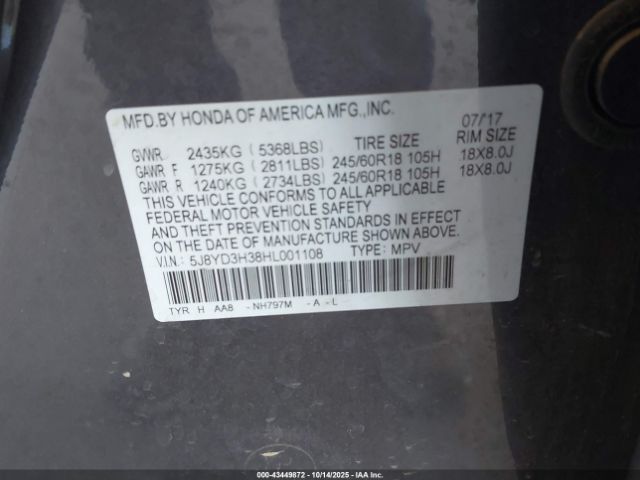 MFD.BY HONDA OF AMERICA MFG.,INC. 07/17
GVWR 2435KG ( 5368LBS) TIRE SIZE RIM SIZE
GAWR F 1275KG ( 2811LBS) 245/60R18 105H 18X8.0J
GAWR R 1240KG ( 2734LBS) 245/60R18 105H 18X8.0J
THIS VEHICLE CONFORMS TO ALL APPLICABLE
FEDERAL MOTOR VEHICLE SAFETY
AND THEFT PREVENTION STANDARDS IN EFFECT
ON THE DATE OF MANUFACTURE SHOWN ABOVE.
V.I.N.: 5J8YD3H38HL001108 TYPE: MPV
TYR H AA8 - NH797M - A - L
© - 43449872 - 10/14/2025 - Copyright © IAA, Inc.